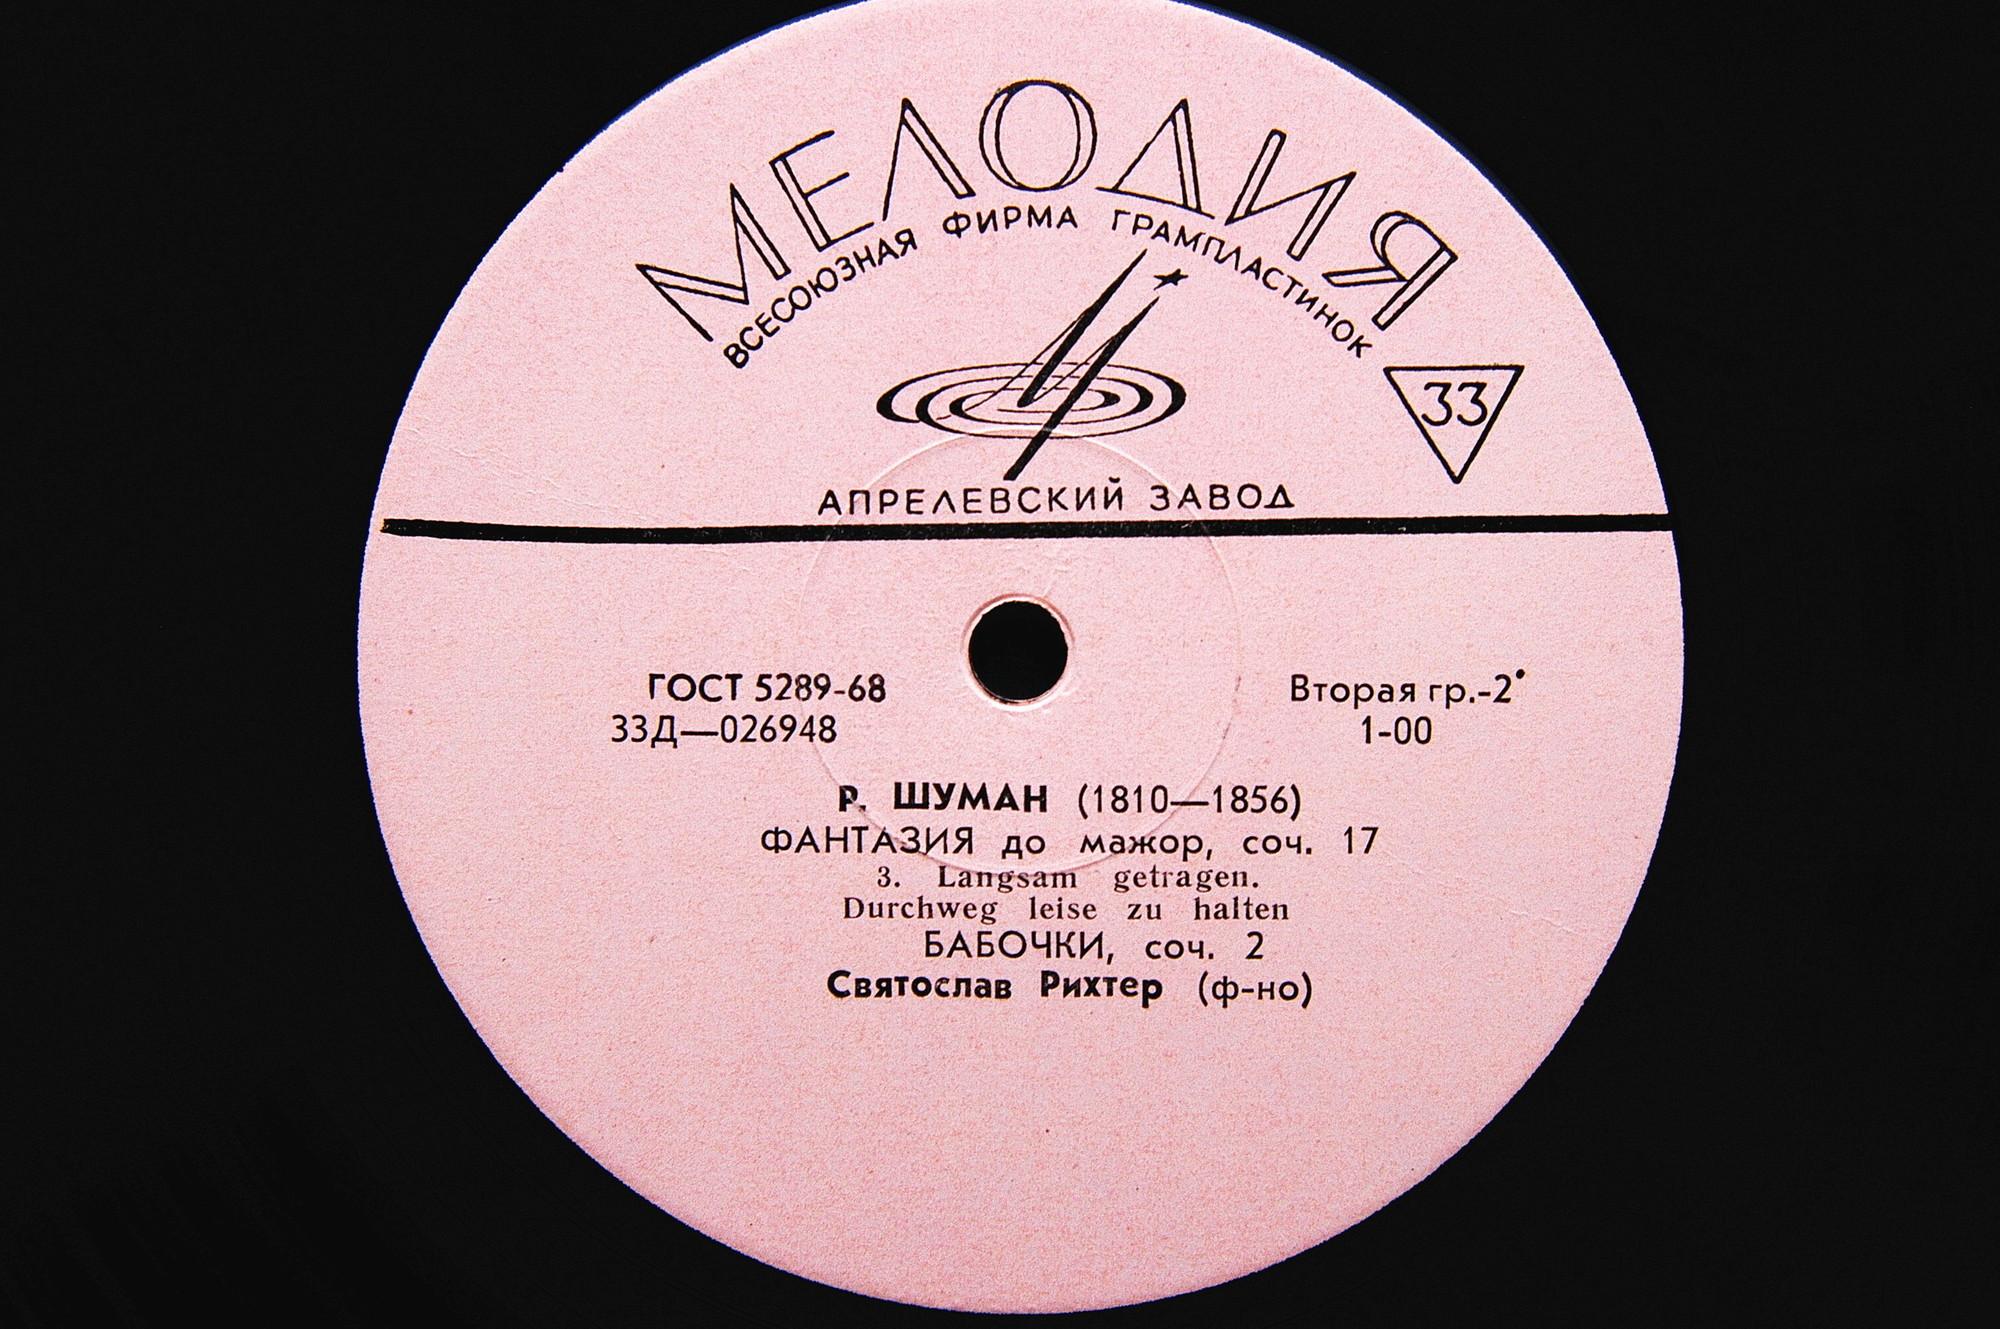 МЕЛОДИЯ
ВСЕСОЮЗНАЯ ФИРМА ГРАМПЛАСТИНОК
33
АПРЕЛЕВСКИЙ ЗАВОД
ГОСТ 5289-68
33Д—026948
Вторая гр.-2
1-00
Р. ШУМАН (1810—1856)
ФАНТАЗИЯ до мажор, соч. 17
3. Langsam getragen.
Durchweg leise zu halten
БАБОЧКИ, соч. 2
Святослав Рихтер (ф-но)